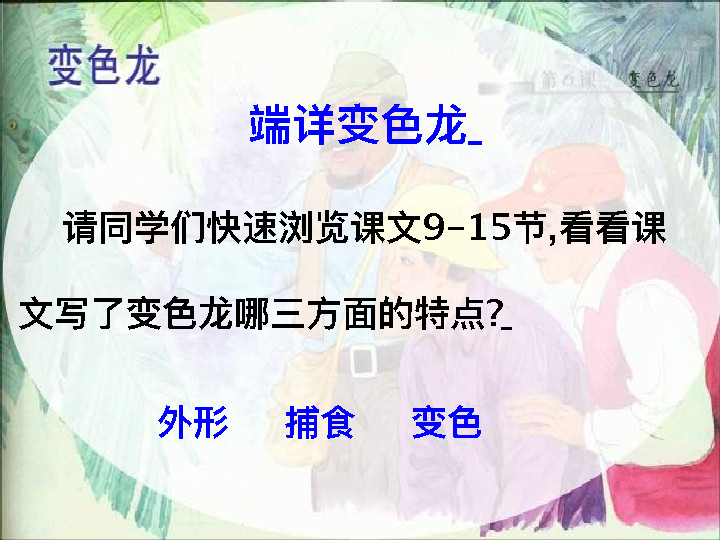 变色龙
第6课 变色龙
端详变色龙_
请同学们快速浏览课文9-15节,看看课
文写了变色龙哪三方面的特点?_
外形 捕食 变色